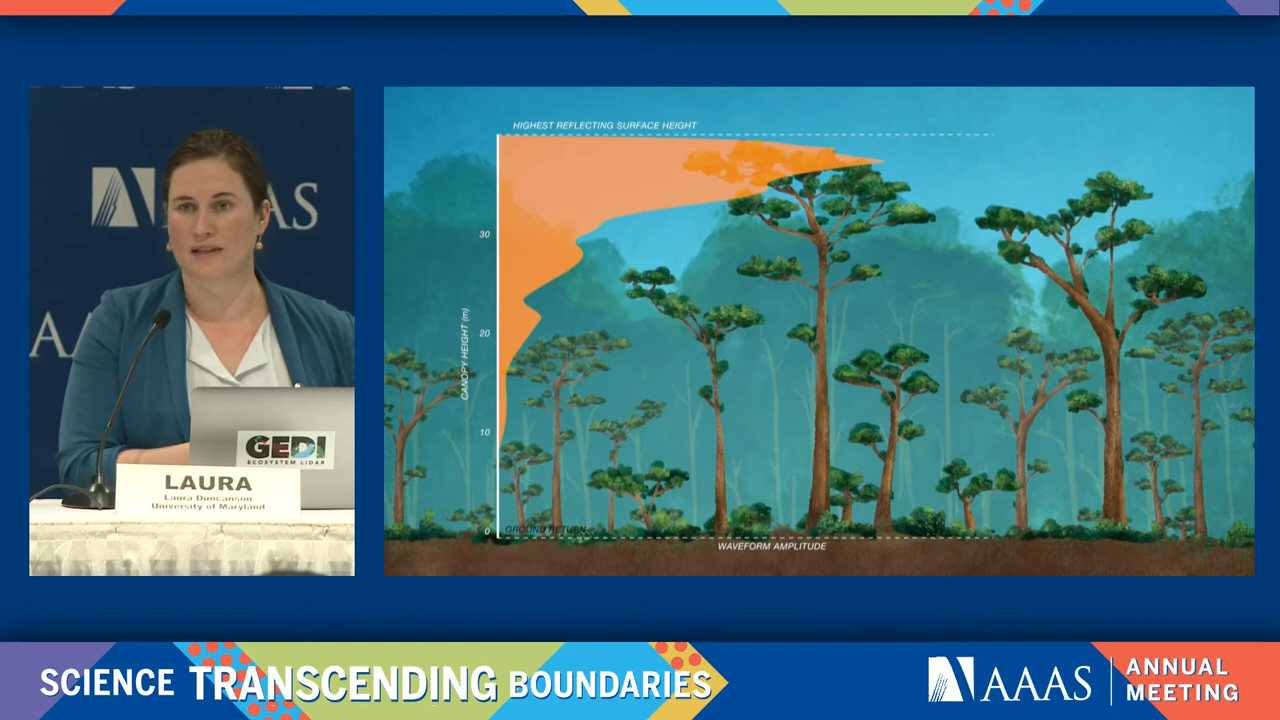 AAAS
A
GEDI
ECOSYSTEM LIDAR
LAURA
Laura Duncanson
University of Maryland
HIGHEST REFLECTING SURFACE HEIGHT
30
20
10
0
CANOPY HEIGHT (m)
GROUND RETURN
WAVEFORM AMPLITUDE
SCIENCE TRANSCENDING BOUNDARIES
AAAS
ANNUAL
MEETING